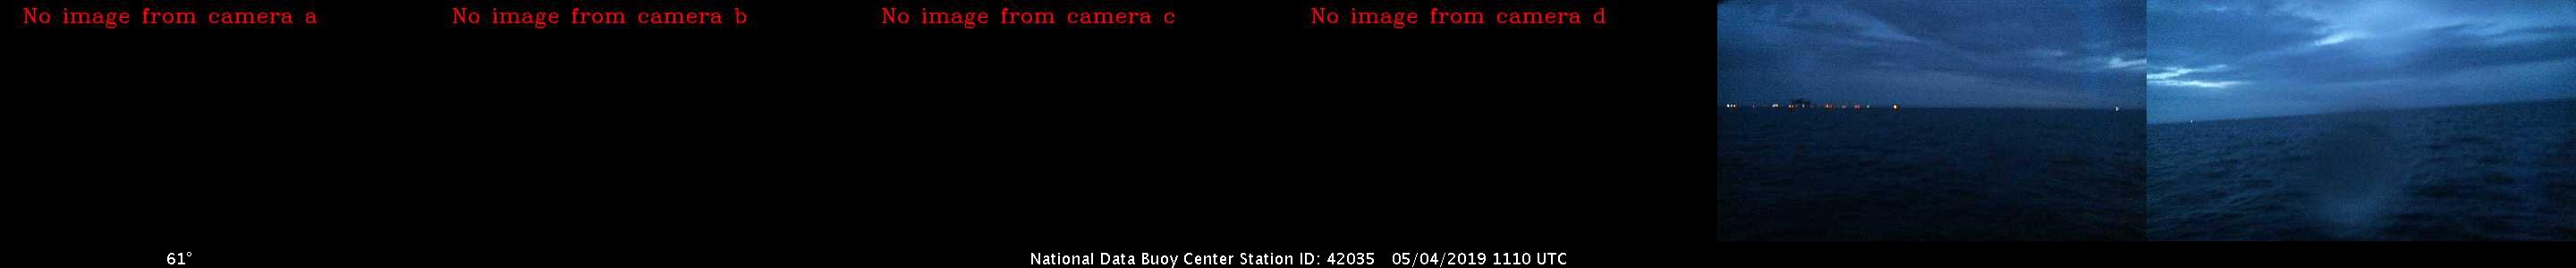 No image from camera a
No image from camera b
No image from camera c
No image from camera d
61°
National Data Buoy Center Station ID: 42035 05/04/2019 1110 UTC